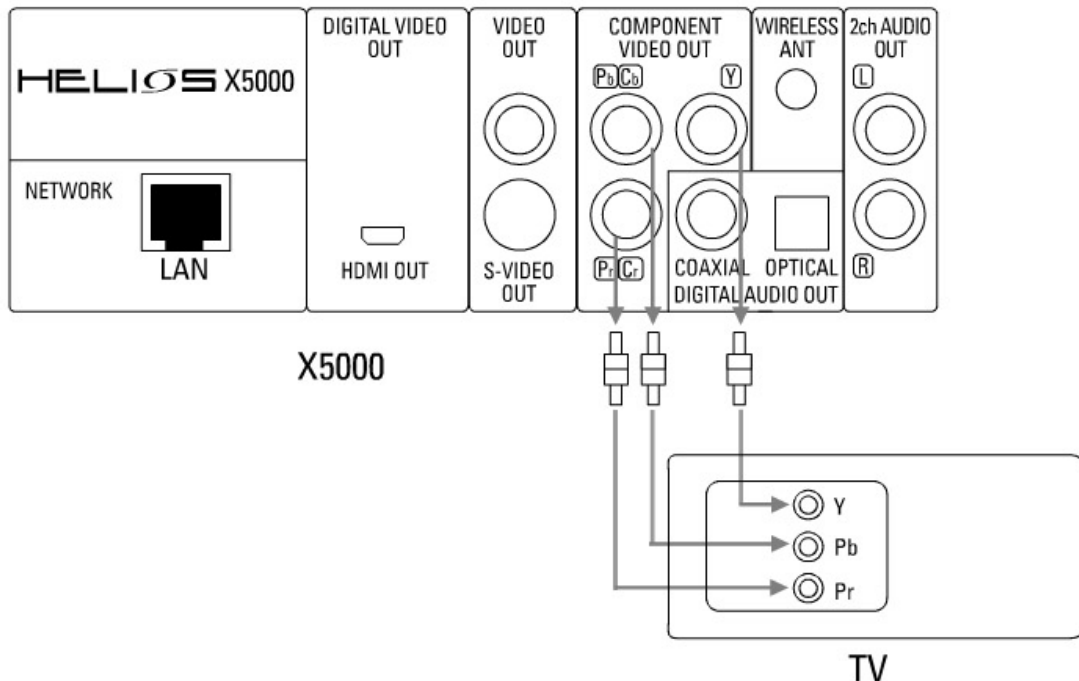 HELIOS X5000
NETWORK
LAN
DIGITAL VIDEO
OUT
HDMI OUT
VIDEO
OUT
S-VIDEO
OUT
COMPONENT
VIDEO OUT
Pb Cb
Y
Pr Cr
WIRELESS
ANT
COAXIAL OPTICAL
DIGITAL AUDIO OUT
2ch AUDIO
OUT
L
R
X5000
Y
Pb
Pr
TV